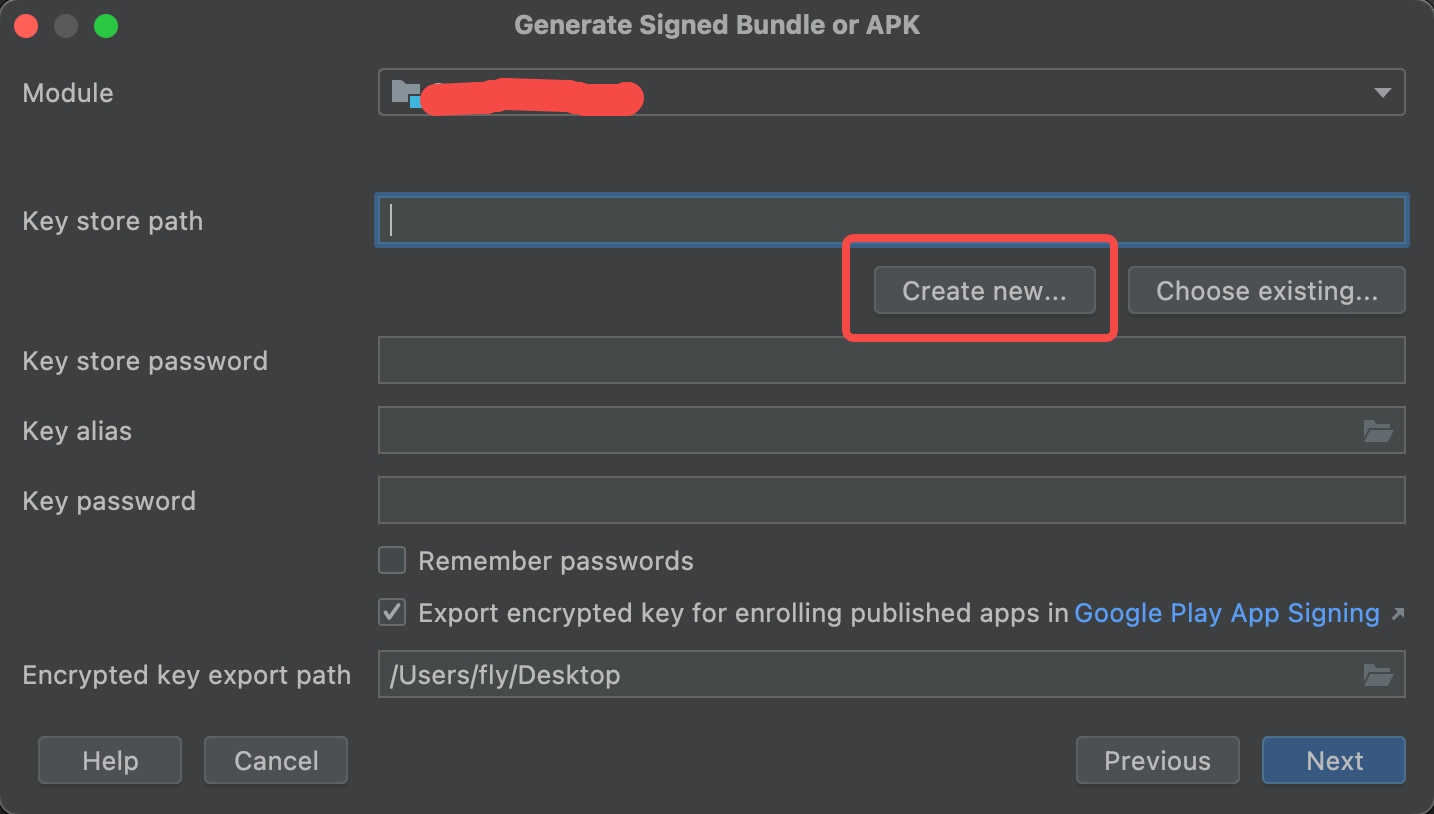 Generate Signed Bundle or APK
Module
Key store path
Create new...
Choose existing...
Key store password
Key alias
Key password
Remember passwords
Export encrypted key for enrolling published apps in Google Play App Signing
Encrypted key export path
/Users/fly/Desktop
Help
Cancel
Previous
Next